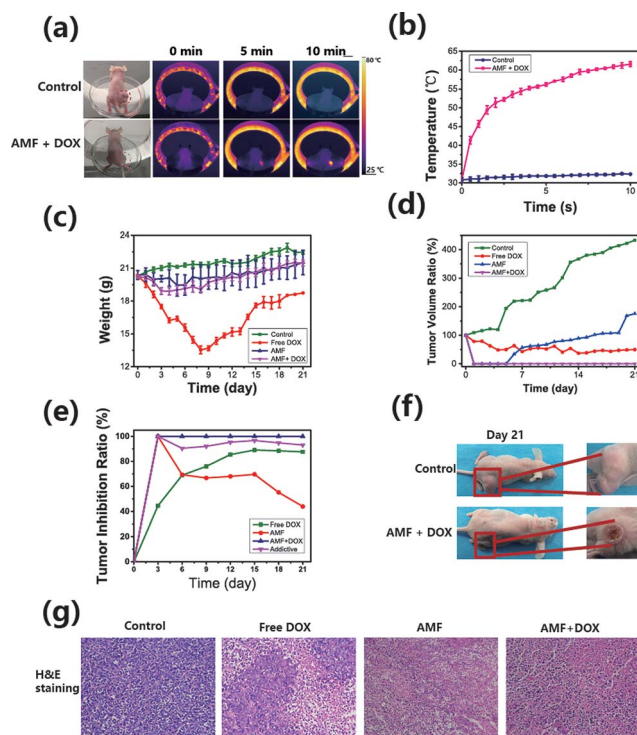 (a)
0 min 5 min 10 min
80 ℃
Control
AMF + DOX
25 ℃
(b)
Temperature (℃)
65
60
55
50
45
40
35
30
Control
AMF + DOX
0 5 10
Time (s)
(c)
Weight (g)
24
21
18
15
12
Control
Free DOX
AMF
AMF+ DOX
0 3 6 9 12 15 18 21
Time (day)
(d)
Tumor Volume Ratio (%)
400
300
200
100
0
Control
Free DOX
AMF
AMF+DOX
0 7 14 21
Time (day)
(e)
Tumor Inhibition Ratio (%)
100
90
80
70
60
50
40
30
20
10
0
Free DOX
AMF
AMF+DOX
Addictive
0 3 6 9 12 15 18 21
Time (day)
(f)
Day 21
Control
AMF + DOX
(g)
Control Free DOX AMF AMF+DOX
H&E
staining